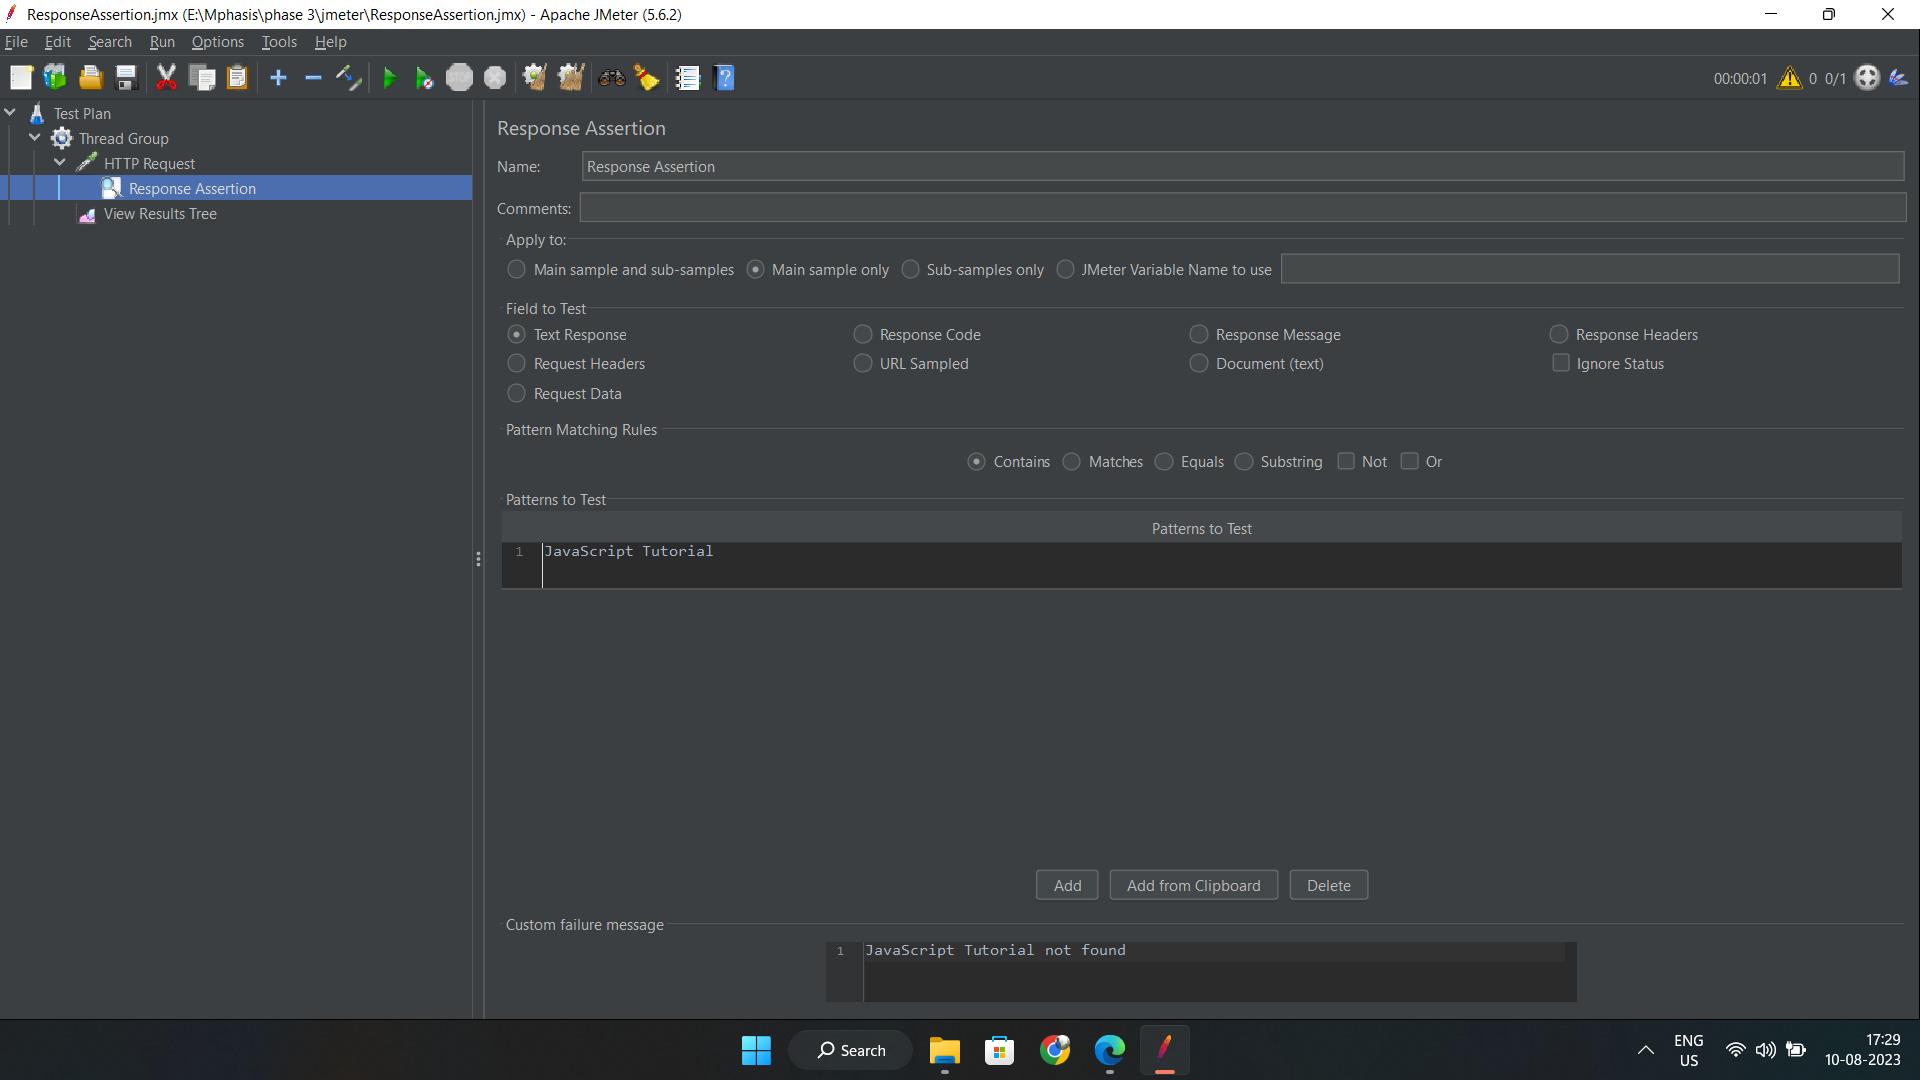 ResponseAssertion.jmx (E:\Mphasis\phase 3\jmeter\ResponseAssertion.jmx) - Apache JMeter (5.6.2)
File Edit Search Run Options Tools Help
STOP
00:00:01 0 0/1
Test Plan
Thread Group
HTTP Request
Response Assertion
View Results Tree
Response Assertion
Name: Response Assertion
Comments:
Apply to:
Main sample and sub-samples Main sample only Sub-samples only JMeter Variable Name to use
Field to Test
Text Response Response Code Response Message Response Headers
Request Headers URL Sampled Document (text) Ignore Status
Request Data
Pattern Matching Rules
Contains Matches Equals Substring Not Or
Patterns to Test
Patterns to Test
1 JavaScript Tutorial
Add Add from Clipboard Delete
Custom failure message
1 JavaScript Tutorial not found
Search
ENG
US
17:29
10-08-2023